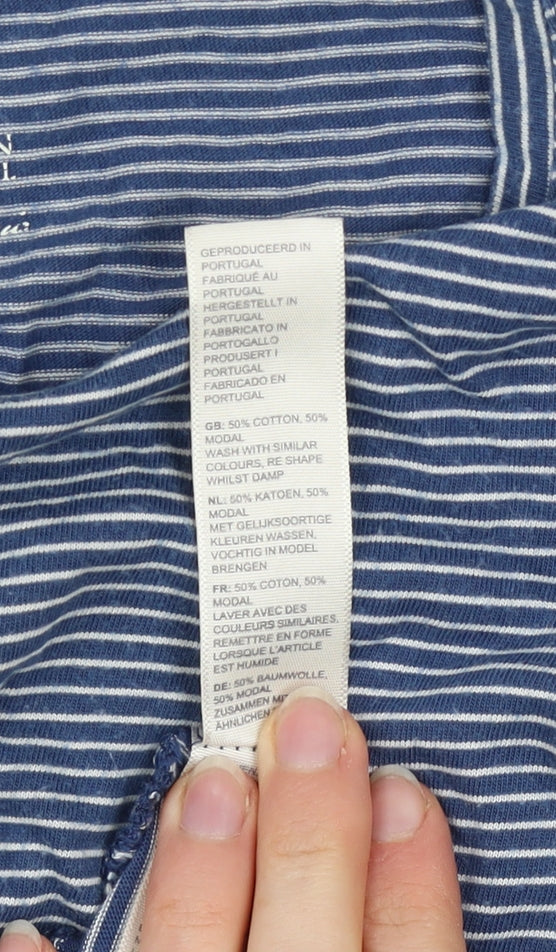 GEPRODUCEERD IN
PORTUGAL
FABRIQUÉ AU
PORTUGAL
HERGESTELLT IN
PORTUGAL
FABBRICATO IN
PORTOGALLO
PRODUSERT I
PORTUGAL
FABRICADO EN
PORTUGAL
GB: 50% COTTON, 50%
MODAL
WASH WITH SIMILAR
COLOURS, RE SHAPE
WHILST DAMP
NL: 50% KATOEN, 50%
MODAL
MET GELIJKSOORTIGE
KLEUREN WASSEN,
VOCHTIG IN MODEL
BRENGEN
FR: 50% COTON, 50%
MODAL
LAVER AVEC DES
COULEURS SIMILAIRES,
REMETTRE EN FORME
LORSQUE L'ARTICLE
EST HUMIDE
DE: 50% BAUMWOLLE,
50% MODAL
ZUSAMMEN MIT
ÄHNLICHEN
N
L